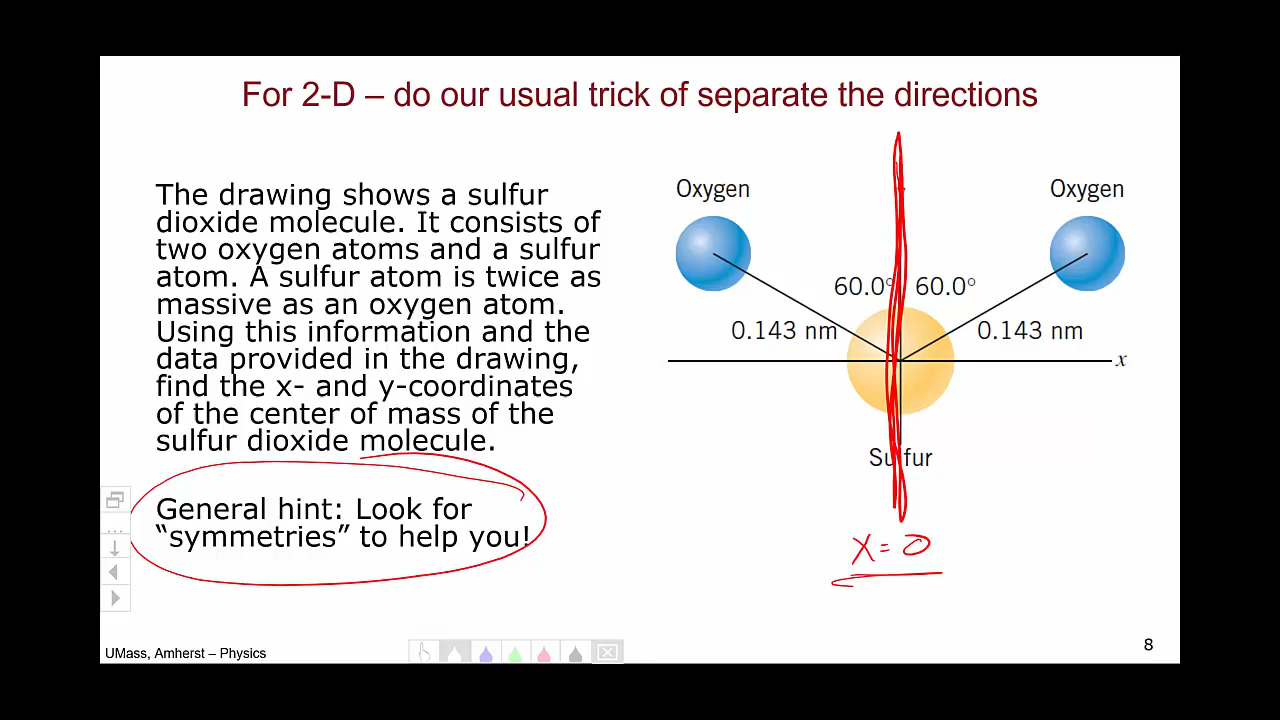 For 2-D – do our usual trick of separate the directions
The drawing shows a sulfur
dioxide molecule. It consists of
two oxygen atoms and a sulfur
atom. A sulfur atom is twice as
massive as an oxygen atom.
Using this information and the
data provided in the drawing,
find the x- and y-coordinates
of the center of mass of the
sulfur dioxide molecule.
General hint: Look for
“symmetries” to help you!
Oxygen
Oxygen
60.0°
60.0°
0.143 nm
0.143 nm
x
Sulfur
X = 0
UMass, Amherst – Physics
8